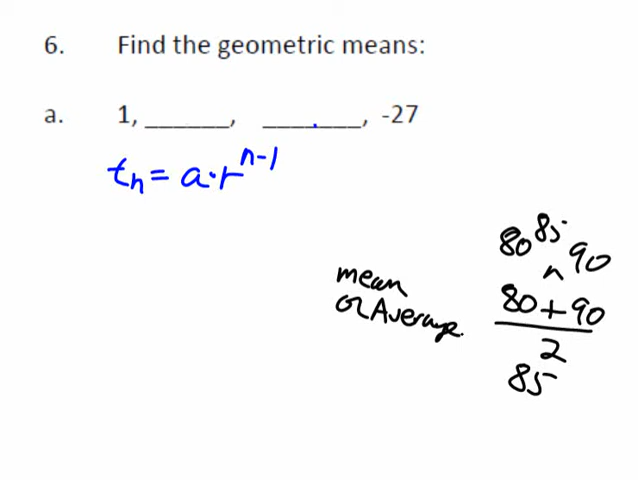 6. Find the geometric means:
a. 1, ______, _______, -27
tn = a·r^n-1
80 85 90
mean
or Average.
80 + 90
2
85